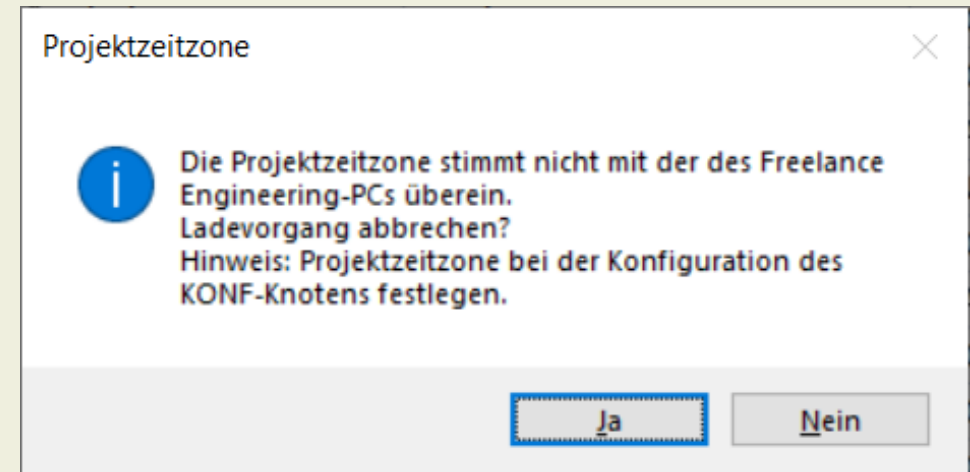 Projektzeitzone
Die Projektzeitzone stimmt nicht mit der des Freelance
Engineering-PCs überein.
Ladevorgang abbrechen?
Hinweis: Projektzeitzone bei der Konfiguration des
KONF-Knotens festlegen.
Ja
Nein